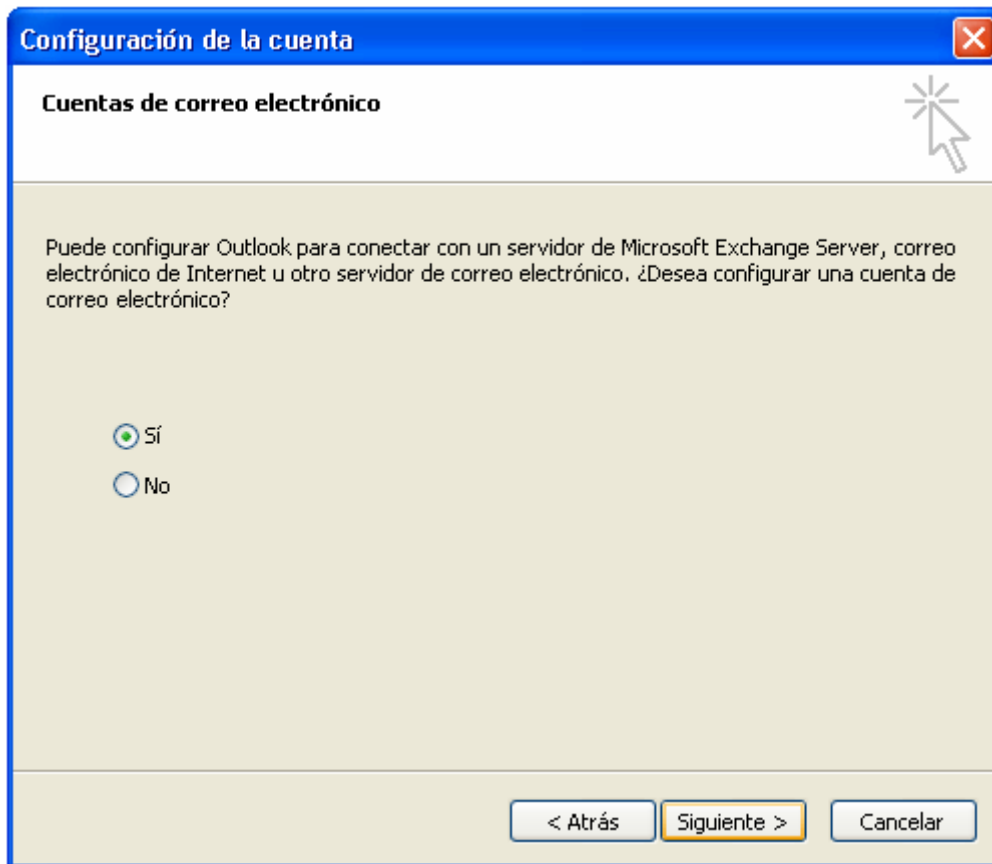 Configuración de la cuenta
Cuentas de correo electrónico
Puede configurar Outlook para conectar con un servidor de Microsoft Exchange Server, correo
electrónico de Internet u otro servidor de correo electrónico. ¿Desea configurar una cuenta de
correo electrónico?
Sí
No
< Atrás Siguiente > Cancelar